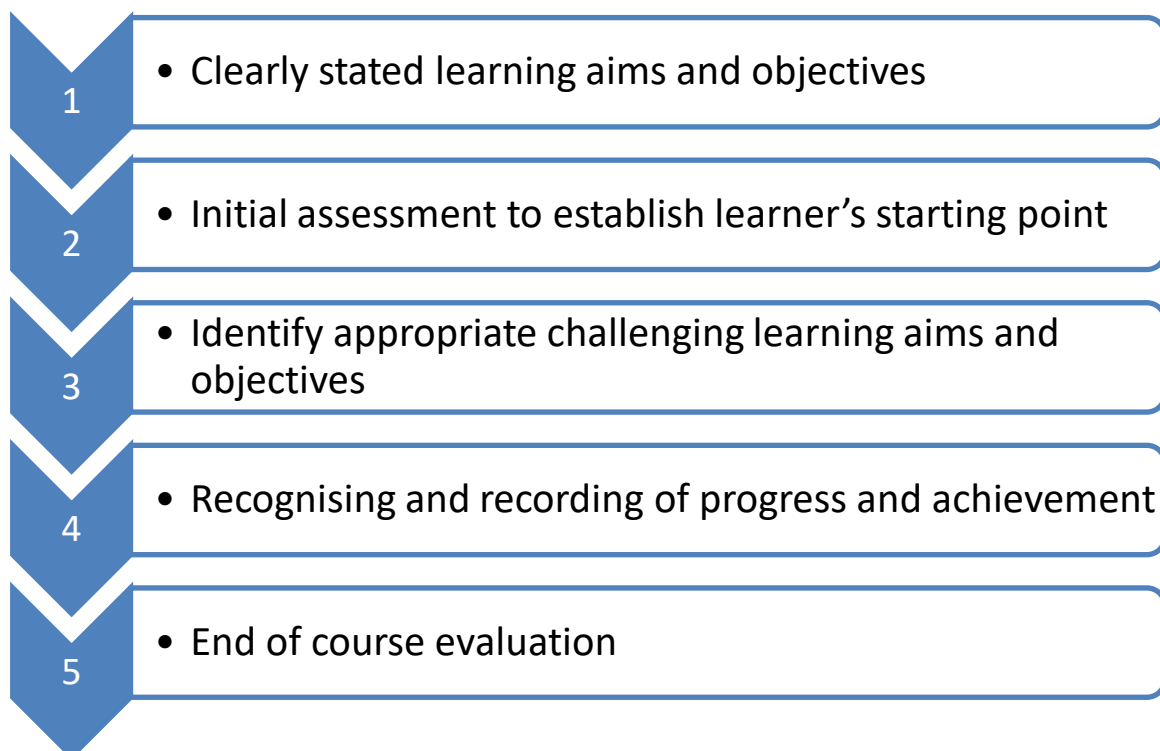 1
• Clearly stated learning aims and objectives
2
• Initial assessment to establish learner’s starting point
3
• Identify appropriate challenging learning aims and
objectives
4
• Recognising and recording of progress and achievement
5
• End of course evaluation